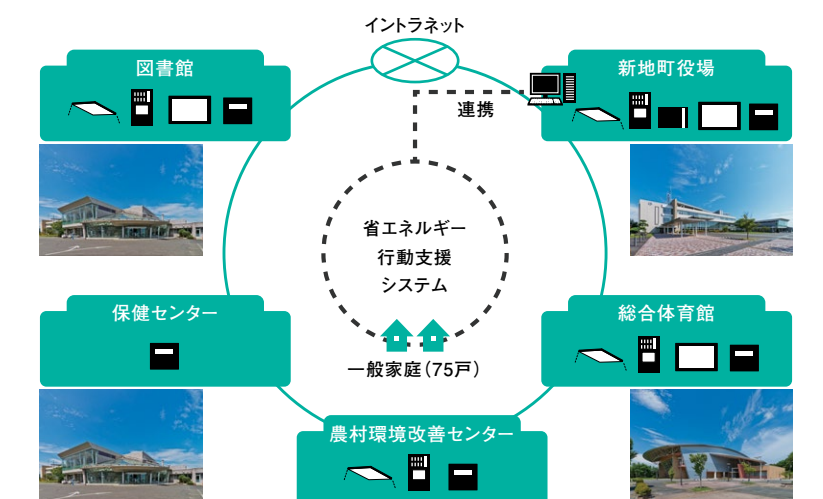 イントラネット
図書館
新地町役場
連携
省エネルギー
行動支援
システム
保健センター
総合体育館
一般家庭（75戸）
農村環境改善センター